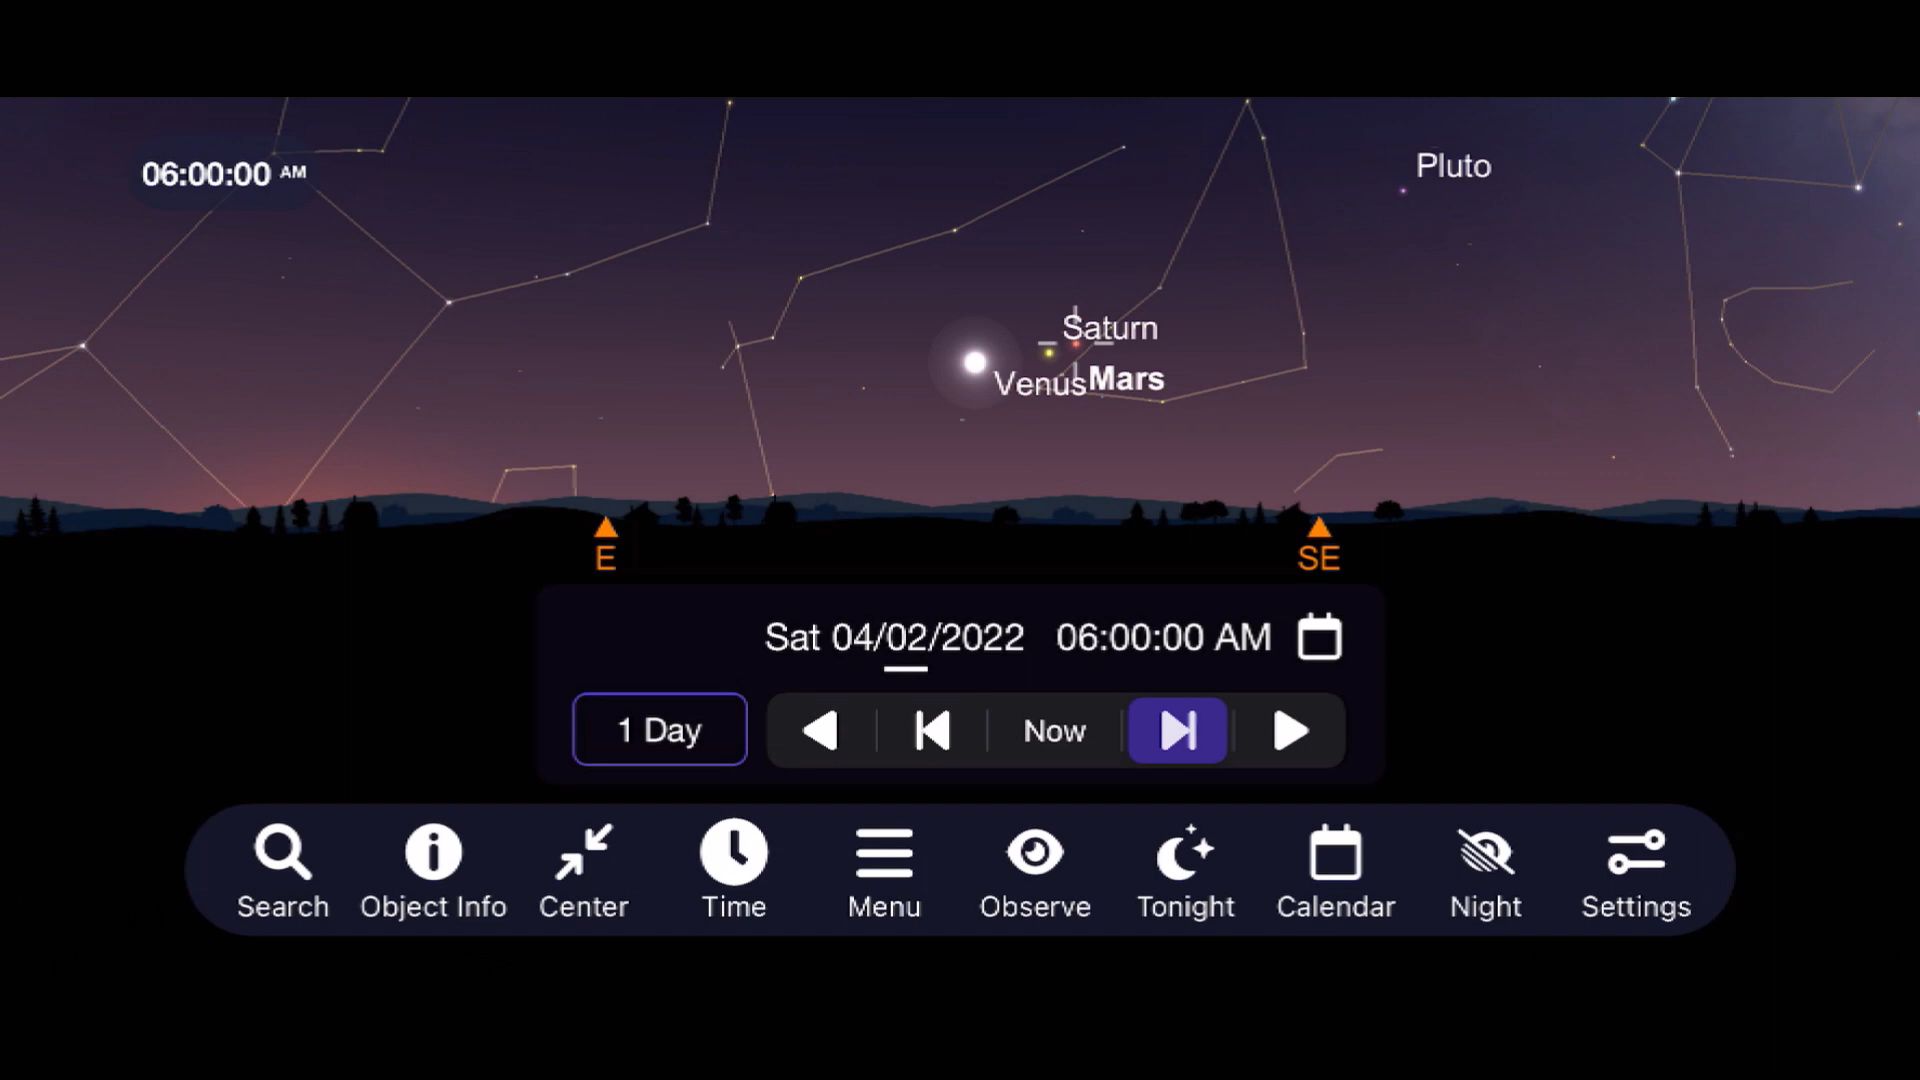 06:00:00 AM
Pluto
Saturn
Venus Mars
E SE
Sat 04/02/2022 06:00:00 AM
1 Day Now
Search Object Info Center Time Menu Observe Tonight Calendar Night Settings